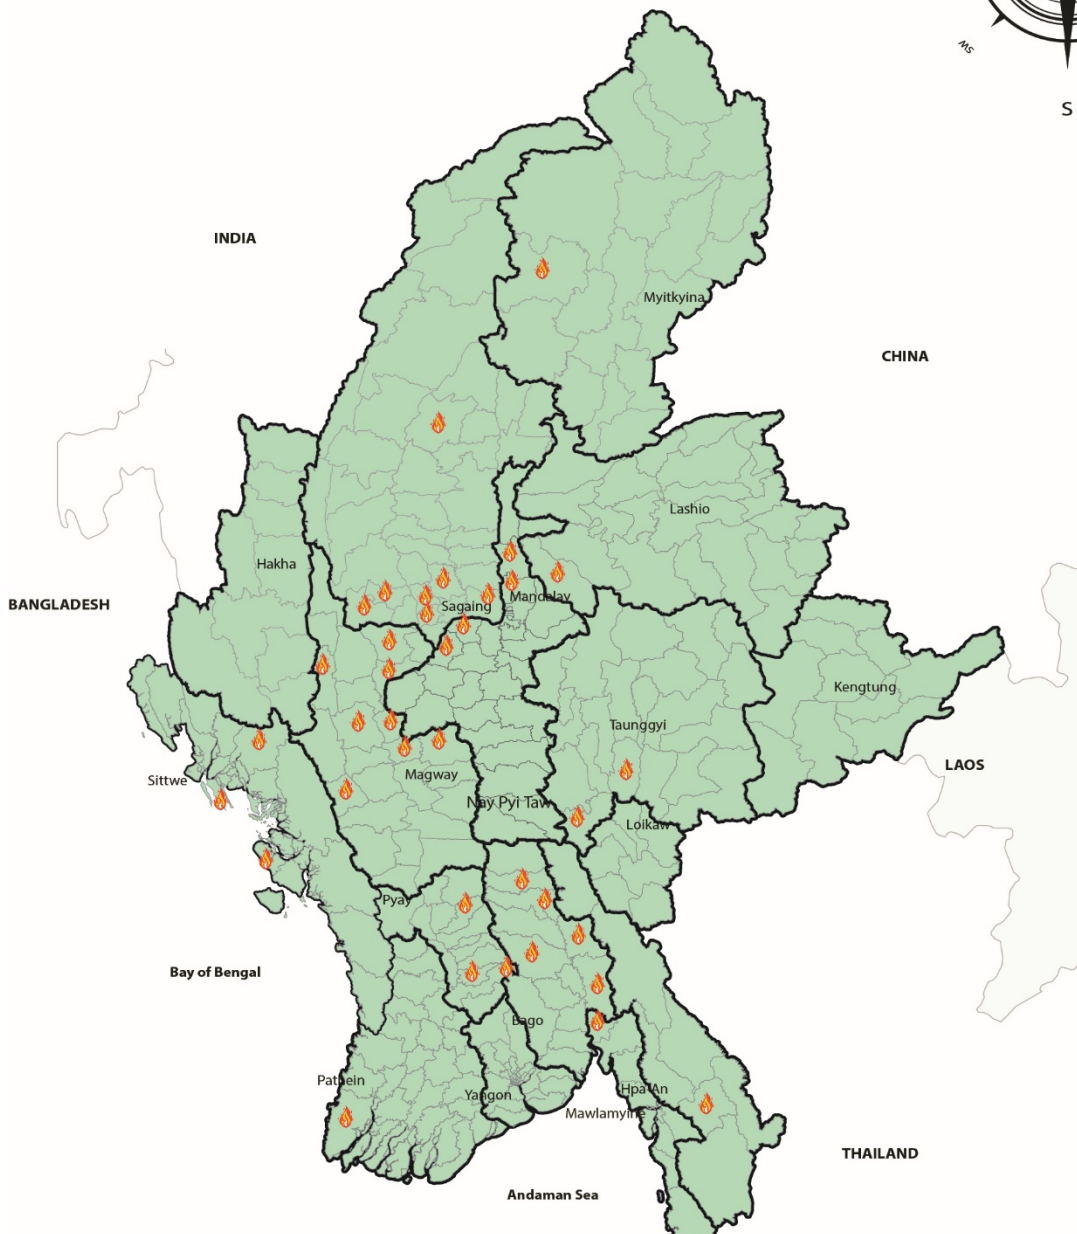 SW
S
INDIA
Myitkyina
CHINA
Lashio
Hakha
BANGLADESH
Sagaing
Mandalay
Kengtung
Taunggyi
LAOS
Sittwe
Magway
Nay Pyi Taw
Loikaw
Pyay
Bay of Bengal
Bago
Pathein
Yangon
Hpa'An
Mawlamyine
THAILAND
Andaman Sea